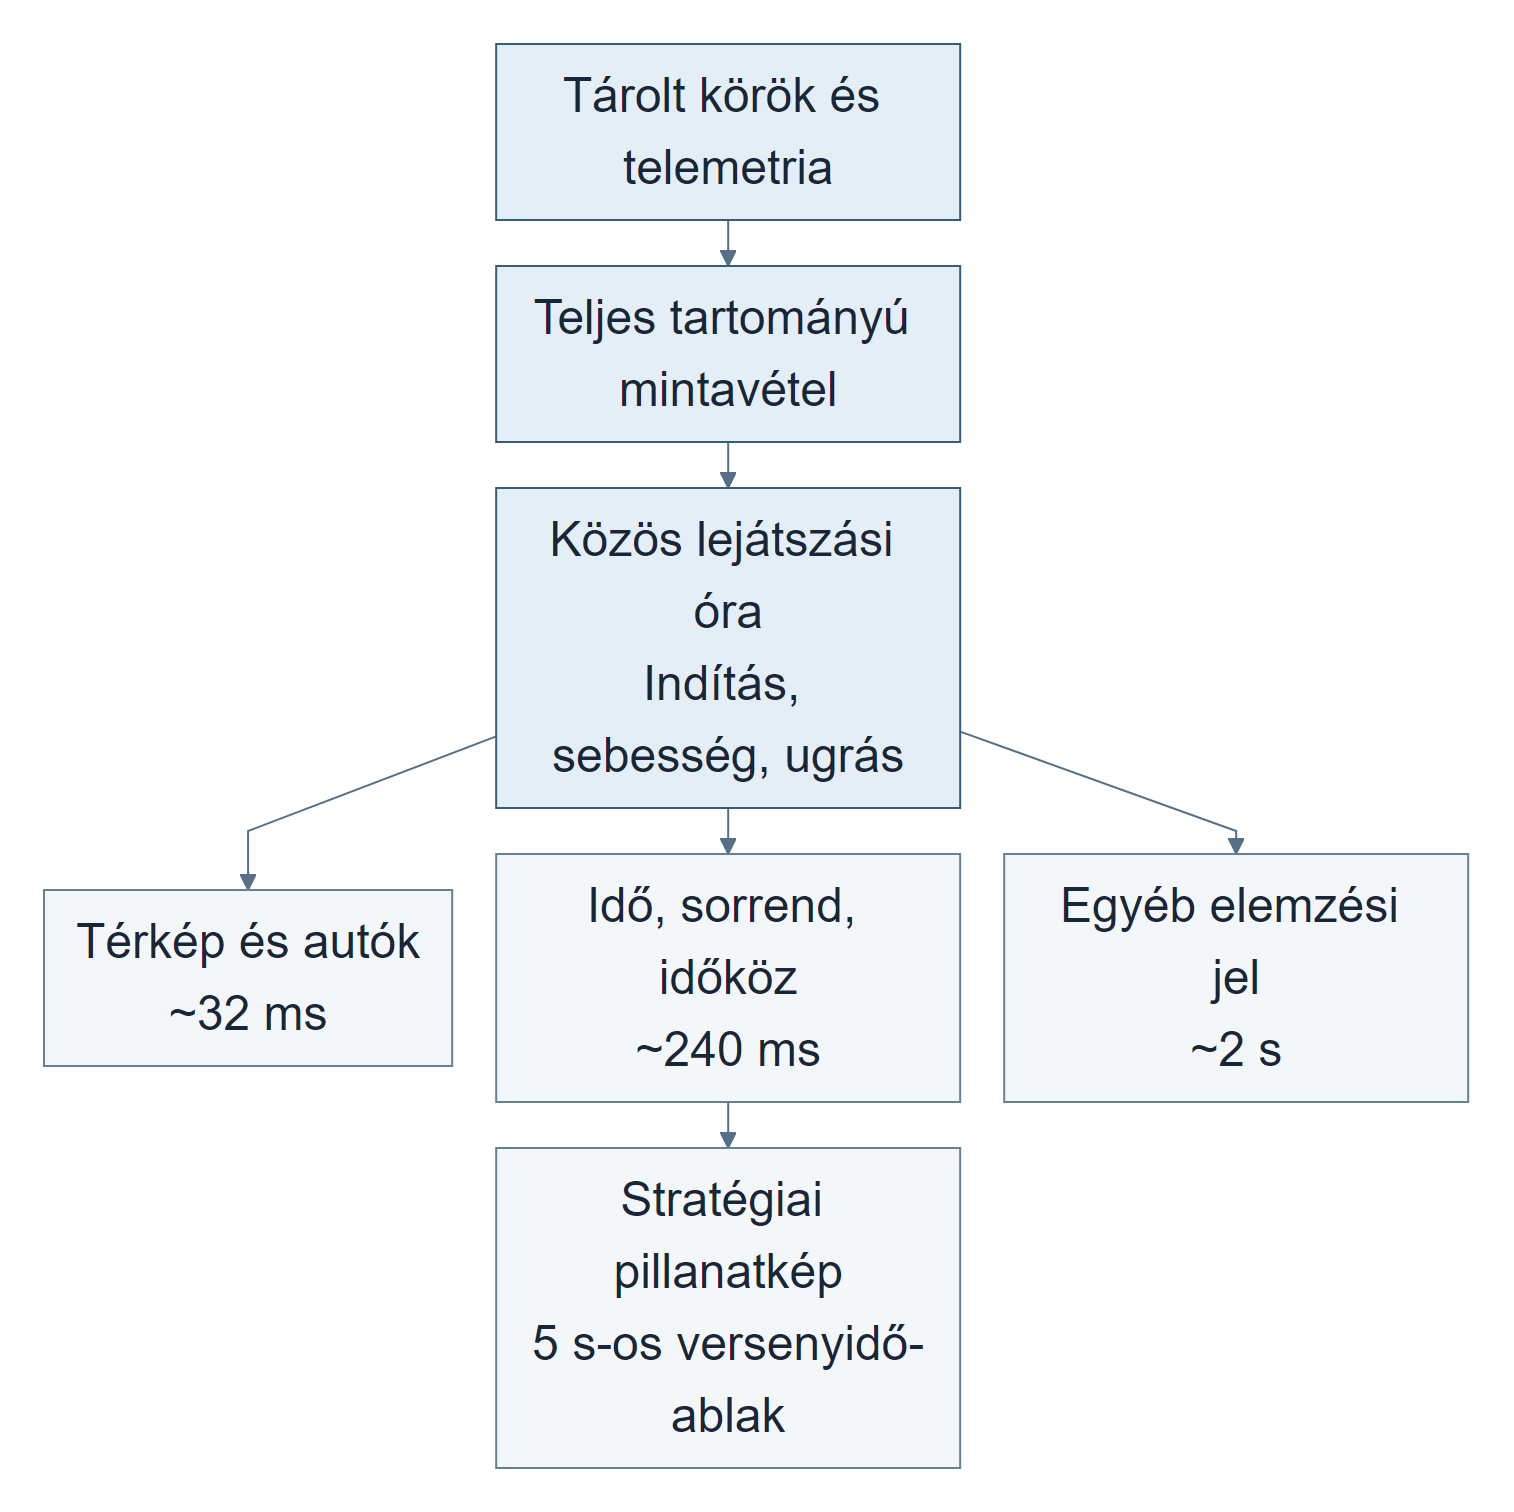 Tárolt körök és
telemetria
Teljes tartományú
mintavétel
Közös lejátszási
óra
Indítás,
sebesség, ugrás
Térkép és autók
~32 ms
Idő, sorrend,
időköz
~240 ms
Egyéb elemzési
jel
~2 s
Stratégiai
pillanatkép
5 s-os versenyidő-
ablak